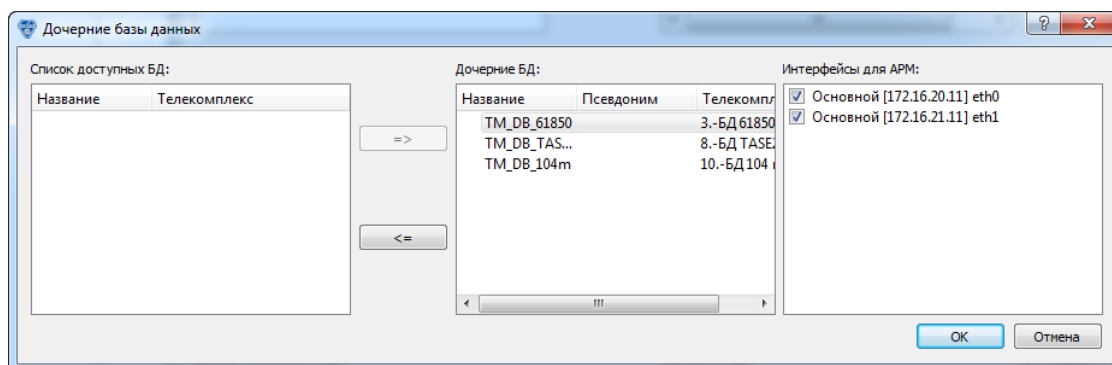 Дочерние базы данных
Список доступных БД:
Название Телекомплекс
=>
<=
Дочерние БД:
Название Псевдоним Телекомпл
TM_DB_61850 3.-БД 61850
TM_DB_TAS... 8.-БД TASE
TM_DB_104m 10.-БД 104
Интерфейсы для АРМ:
Основной [172.16.20.11] eth0
Основной [172.16.21.11] eth1
OK Отмена